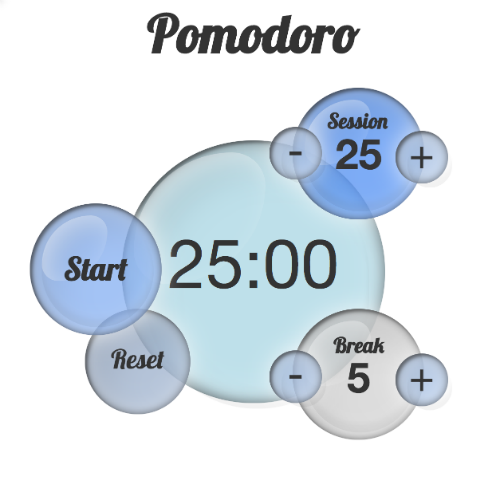 Pomodoro
Session
- 25 +
Start
25:00
Reset
Break
- 5 +